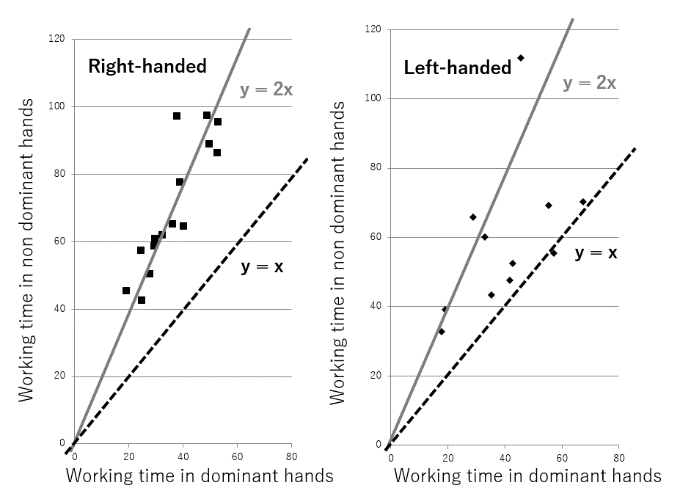 120
Right-handed
y = 2x
100
80
60
y = x
40
20
0
0 20 40 60 80
Working time in non dominant hands
Working time in dominant hands
120
Left-handed
y = 2x
100
80
60
y = x
40
20
0
0 20 40 60 80
Working time in non dominant hands
Working time in dominant hands